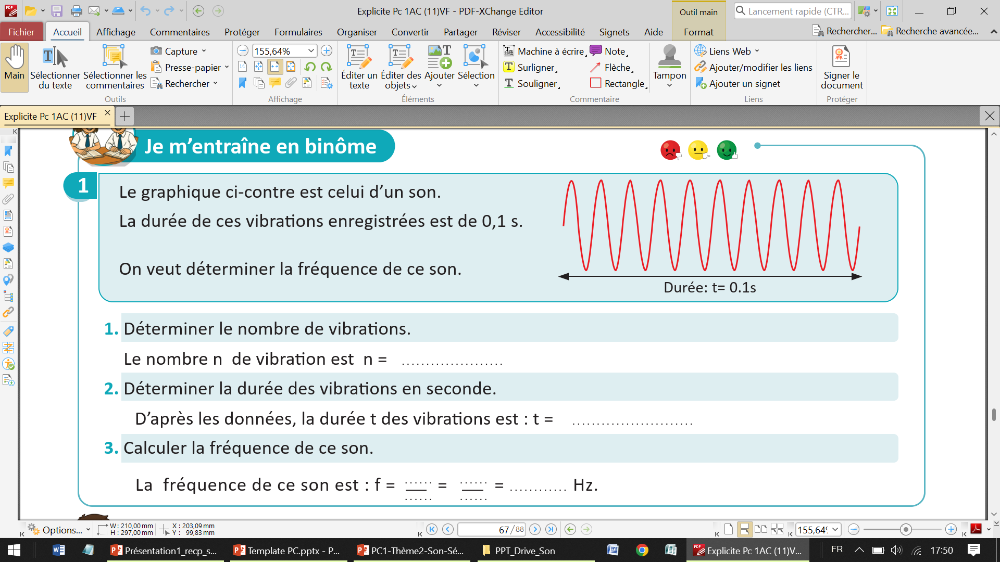 Explicite Pc 1AC (11)VF - PDF-XChange Editor
Outil main
Lancement rapide (CTR...
Fichier
Accueil
Affichage
Commentaires
Protéger
Formulaires
Organiser
Convertir
Partager
Réviser
Accessibilité
Signets
Aide
Format
Rechercher...
Recherche avancée...
Main
Sélectionner du texte
Sélectionner les commentaires
Capture
Presse-papier
Rechercher
Outils
155,64%
Affichage
Éditer un texte
Éditer des objets
Ajouter
Sélection
Éléments
Machine à écrire
Surligner
Souligner
Note
Flèche
Rectangle
Commentaire
Tampon
Liens Web
Ajouter/modifier les liens
Ajouter un signet
Liens
Signer le document
Protéger
Explicite Pc 1AC (11)VF
Je m'entraîne en binôme
1
Le graphique ci-contre est celui d'un son.
La durée de ces vibrations enregistrées est de 0,1 s.
On veut déterminer la fréquence de ce son.
Durée: t= 0.1s
1. Déterminer le nombre de vibrations.
Le nombre n de vibration est n = .....................
2. Déterminer la durée des vibrations en seconde.
D'après les données, la durée t des vibrations est : t = .........................
3. Calculer la fréquence de ce son.
La fréquence de ce son est : f = ...... / ...... = ...... / ...... = ............ Hz.
Options...
W : 210,00 mm
H : 297,00 mm
X : 203,09 mm
Y : 99,83 mm
67 / 88
155,64%
Présentation1_recp_s...
Template PC.pptx - P...
PC1-Thème2-Son-Sé...
PPT_Drive_Son
Explicite Pc 1AC (11)V...
FR
17:50